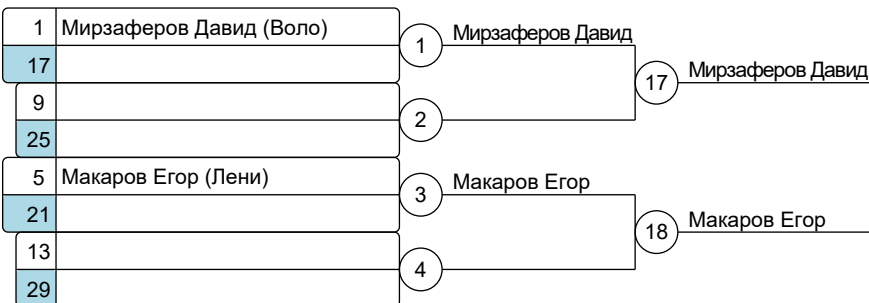 1 Мирзаферов Давид (Воло)
1 Мирзаферов Давид
17
17 Мирзаферов Давид
9
2
25
5 Макаров Егор (Лени)
3 Макаров Егор
21
18 Макаров Егор
13
4
29